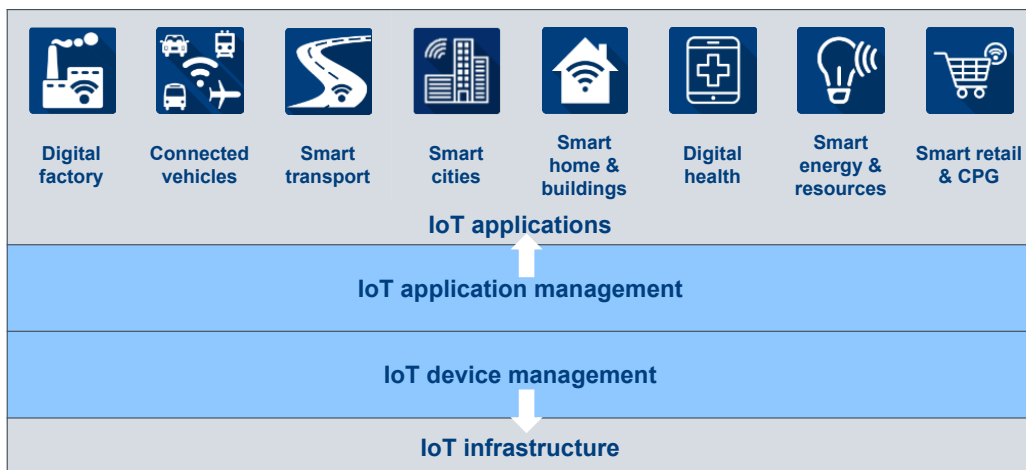 Digital
factory
Connected
vehicles
Smart
transport
Smart
cities
Smart
home &
buildings
Digital
health
Smart
energy &
resources
Smart retail
& CPG
IoT applications
IoT application management
IoT device management
IoT infrastructure